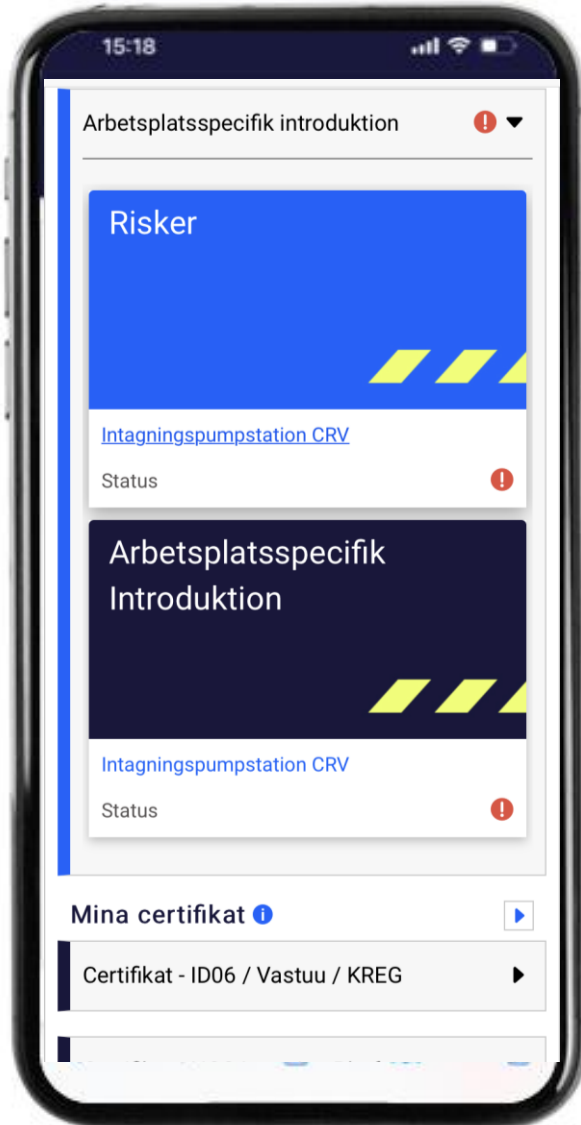 15:18
Arbetsplatsspecifik introduktion
Risker
Intagningspumpstation CRV
Status
Arbetsplatsspecifik
Introduktion
Intagningspumpstation CRV
Status
Mina certifikat
Certifikat - ID06 / Vastuu / KREG